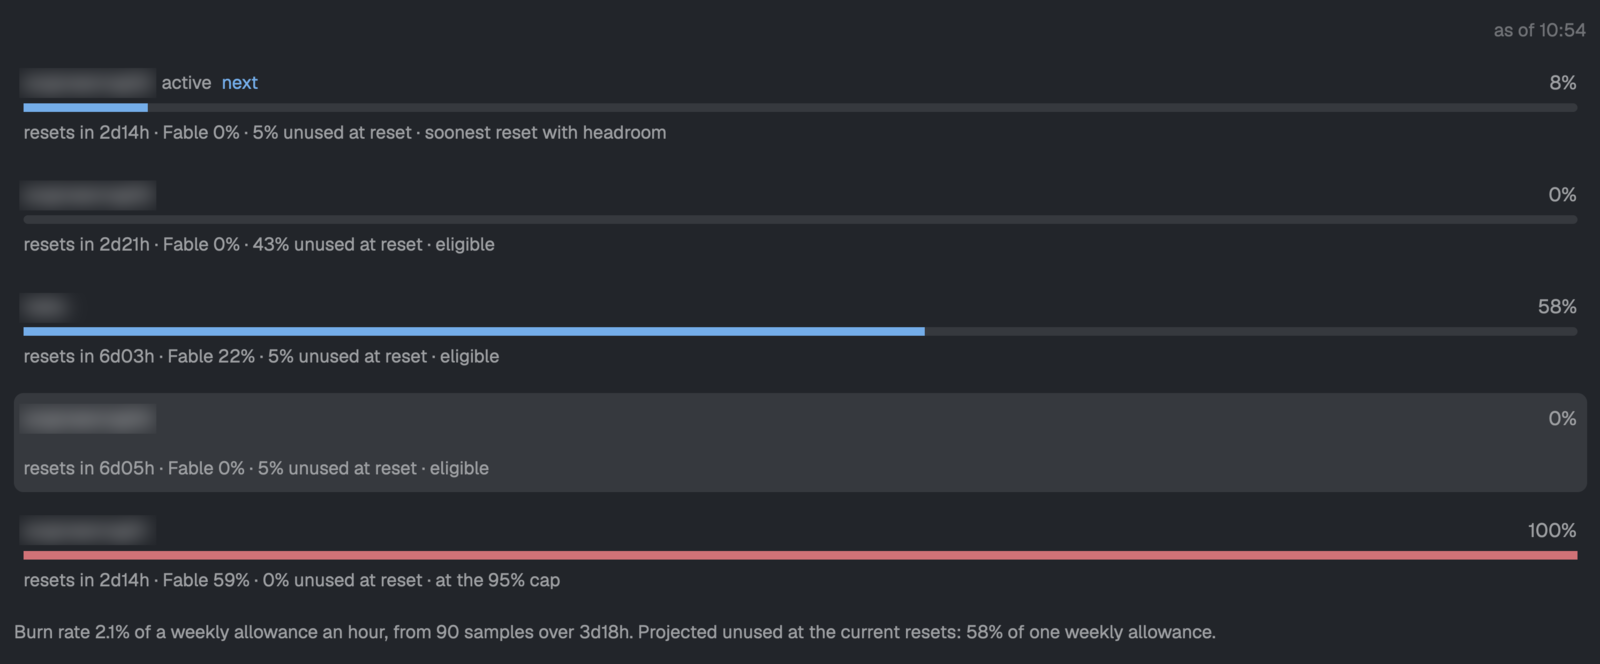 as of 10:54
active next 8%
resets in 2d14h · Fable 0% · 5% unused at reset · soonest reset with headroom
0%
resets in 2d21h · Fable 0% · 43% unused at reset · eligible
58%
resets in 6d03h · Fable 22% · 5% unused at reset · eligible
0%
resets in 6d05h · Fable 0% · 5% unused at reset · eligible
100%
resets in 2d14h · Fable 59% · 0% unused at reset · at the 95% cap
Burn rate 2.1% of a weekly allowance an hour, from 90 samples over 3d18h. Projected unused at the current resets: 58% of one weekly allowance.